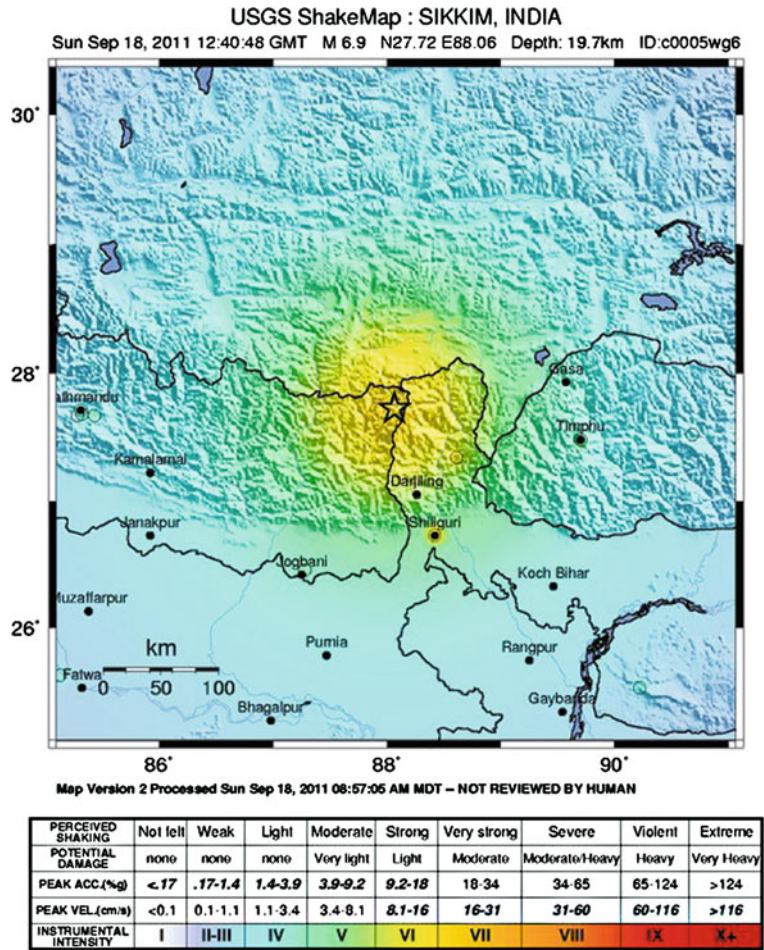 USGS ShakeMap : SIKKIM, INDIA
Sun Sep 18, 2011 12:40:48 GMT M 6.9 N27.72 E88.06 Depth: 19.7km ID:c0005wg6
30°
28°
Gasa
athmandu
Timphu
Kamalamai
Darjiling
Janakpur
Shiliguri
Jogbani
Koch Bihar
26°
Muzaffarpur
km
Purnia
Rangpur
0 50 100
Fatwa
Gaybanda
Bhagalpur
86° 88° 90°
Map Version 2 Processed Sun Sep 18, 2011 08:57:05 AM MDT – NOT REVIEWED BY HUMAN
PERCEIVED SHAKING Not felt Weak Light Moderate Strong Very strong Severe Violent Extreme
POTENTIAL DAMAGE none none none Very light Light Moderate Moderate/Heavy Heavy Very Heavy
PEAK ACC.(%g) <.17 .17-1.4 1.4-3.9 3.9-9.2 9.2-18 18-34 34-65 65-124 >124
PEAK VEL.(cm/s) <0.1 0.1-1.1 1.1-3.4 3.4-8.1 8.1-16 16-31 31-60 60-116 >116
INSTRUMENTAL INTENSITY I II-III IV V VI VII VIII IX X+